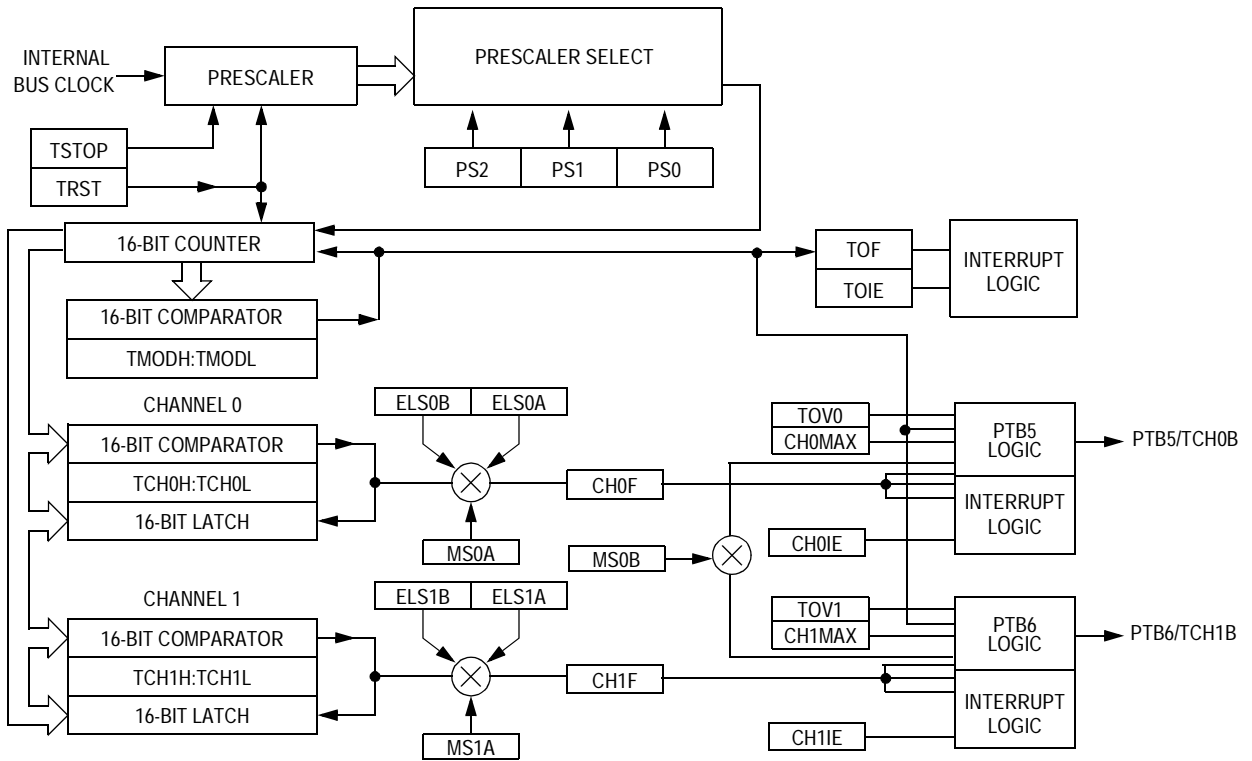 INTERNAL
BUS CLOCK
PRESCALER
PRESCALER SELECT
TSTOP
TRST
PS2
PS1
PS0
16-BIT COUNTER
TOF
TOIE
INTERRUPT
LOGIC
16-BIT COMPARATOR
TMODH:TMODL
CHANNEL 0
16-BIT COMPARATOR
TCH0H:TCH0L
16-BIT LATCH
ELS0B
ELS0A
MS0A
CH0F
MS0B
TOV0
CH0MAX
CH0IE
PTB5
LOGIC
INTERRUPT
LOGIC
PTB5/TCH0B
CHANNEL 1
16-BIT COMPARATOR
TCH1H:TCH1L
16-BIT LATCH
ELS1B
ELS1A
MS1A
CH1F
TOV1
CH1MAX
CH1IE
PTB6
LOGIC
INTERRUPT
LOGIC
PTB6/TCH1B